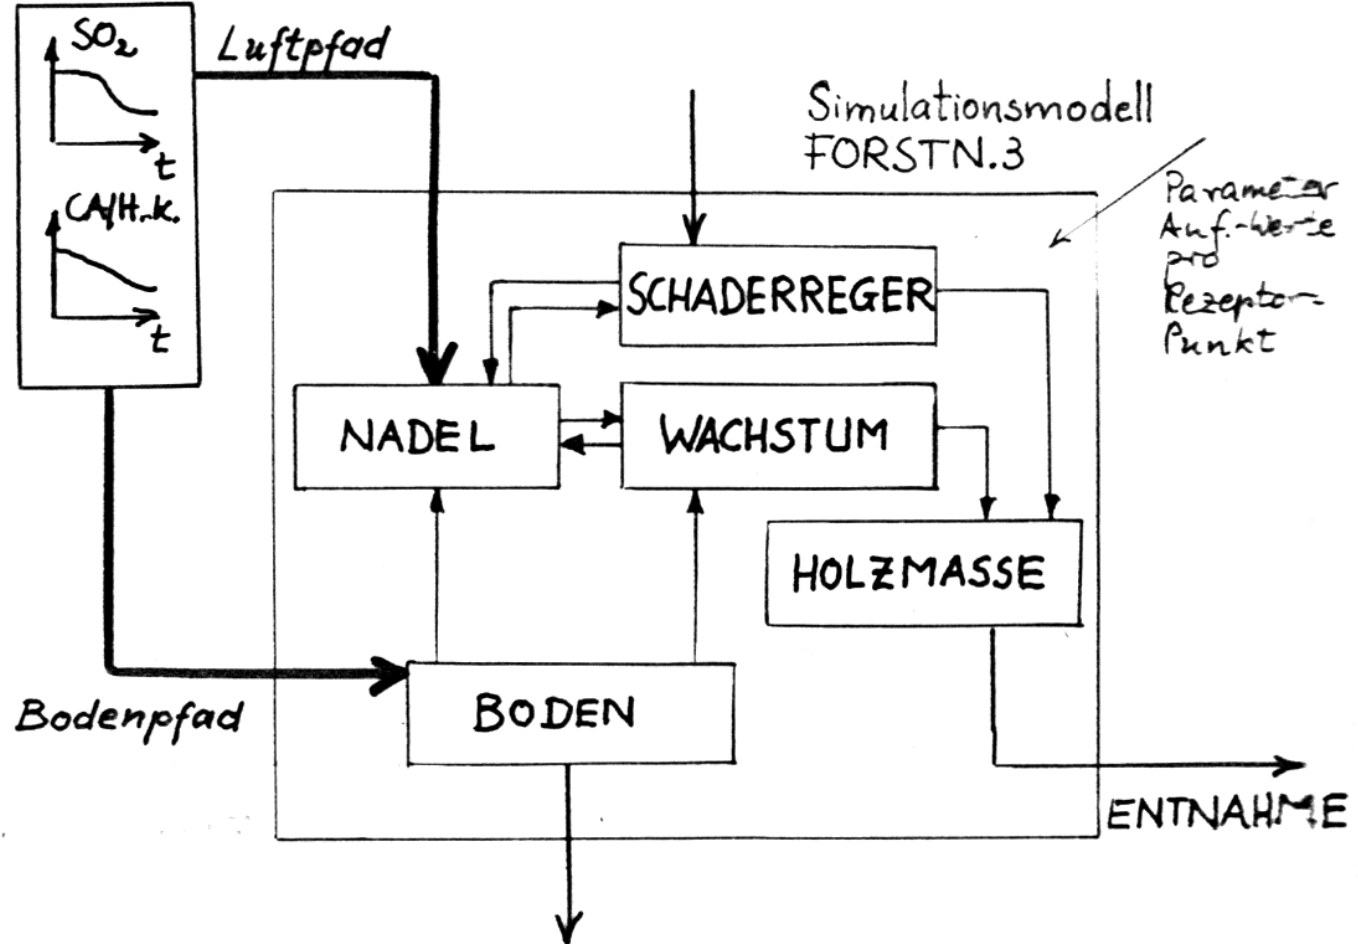 SO₂
t
CA/H.-k.
t
Luftpfad
Simulationsmodell
FORSTN.3
Parameter
Anf.-Werte
pro
Rezeptor-
Punkt
SCHADERREGER
NADEL
WACHSTUM
HOLZMASSE
BODEN
Bodenpfad
ENTNAHME